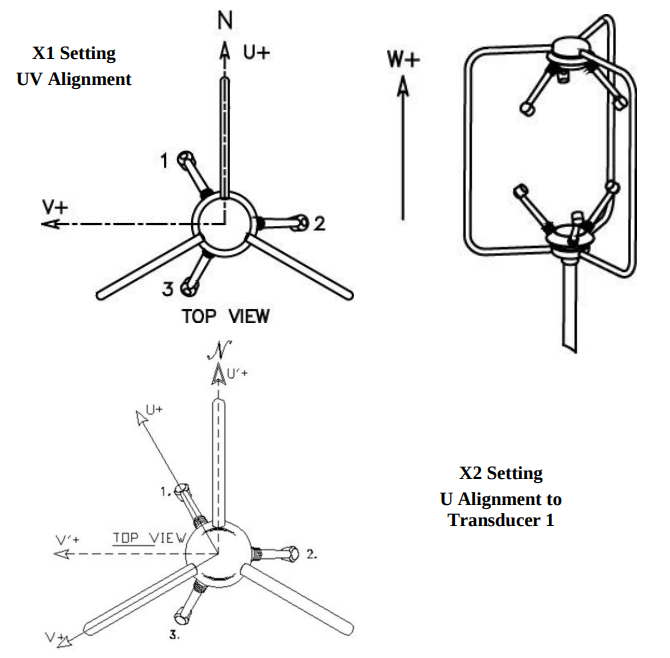 X1 Setting
UV Alignment
N
U+
1
V+
2
3
TOP VIEW
W+
N
U'+
U+
1.
V'+
TOP VIEW
2.
V+
3.
X2 Setting
U Alignment to
Transducer 1